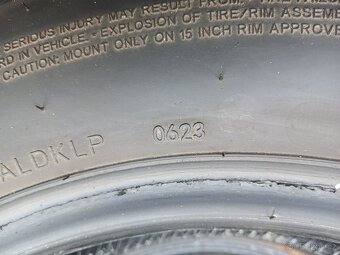 SERIOUS INJURY MAY RESULT FROM
RD IN VEHICLE. - EXPLOSION OF TIRE/RIM ASSEM
CAUTION: MOUNT ONLY ON 15 INCH RIM APPROVE
ALDKLP 0623